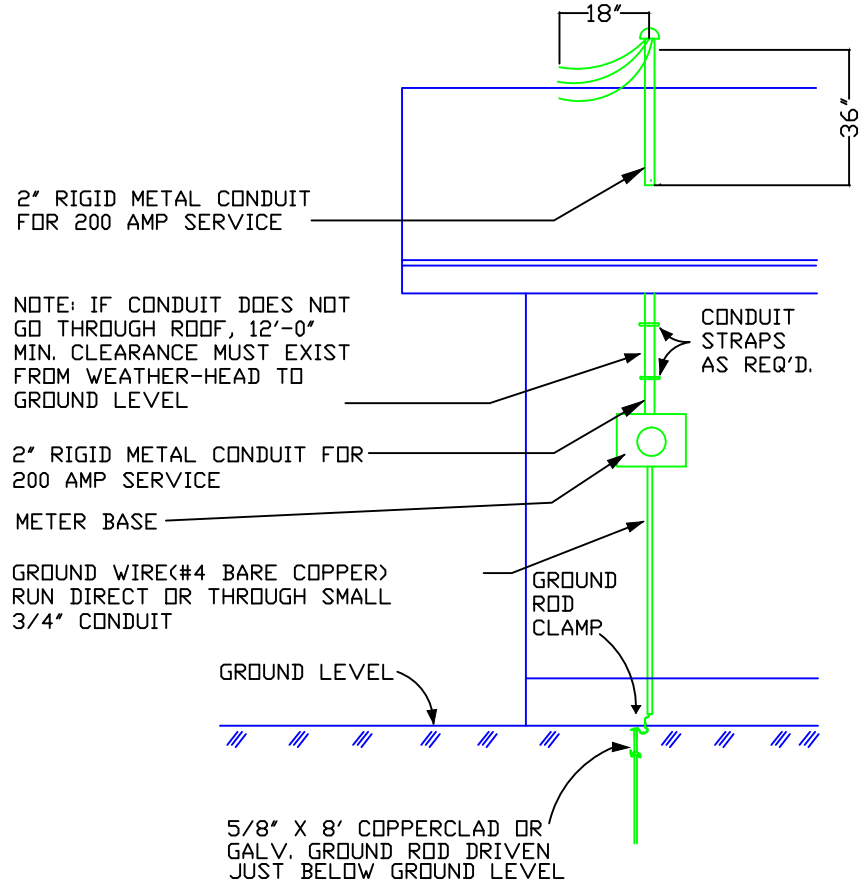 18"
36"
2" RIGID METAL CONDUIT
FOR 200 AMP SERVICE
NOTE: IF CONDUIT DOES NOT
GO THROUGH ROOF, 12'-0"
MIN. CLEARANCE MUST EXIST
FROM WEATHER-HEAD TO
GROUND LEVEL
CONDUIT
STRAPS
AS REQ'D.
2" RIGID METAL CONDUIT FOR
200 AMP SERVICE
METER BASE
GROUND WIRE(#4 BARE COPPER)
RUN DIRECT OR THROUGH SMALL
3/4" CONDUIT
GROUND
ROD
CLAMP
GROUND LEVEL
5/8" X 8' COPPERCLAD OR
GALV. GROUND ROD DRIVEN
JUST BELOW GROUND LEVEL